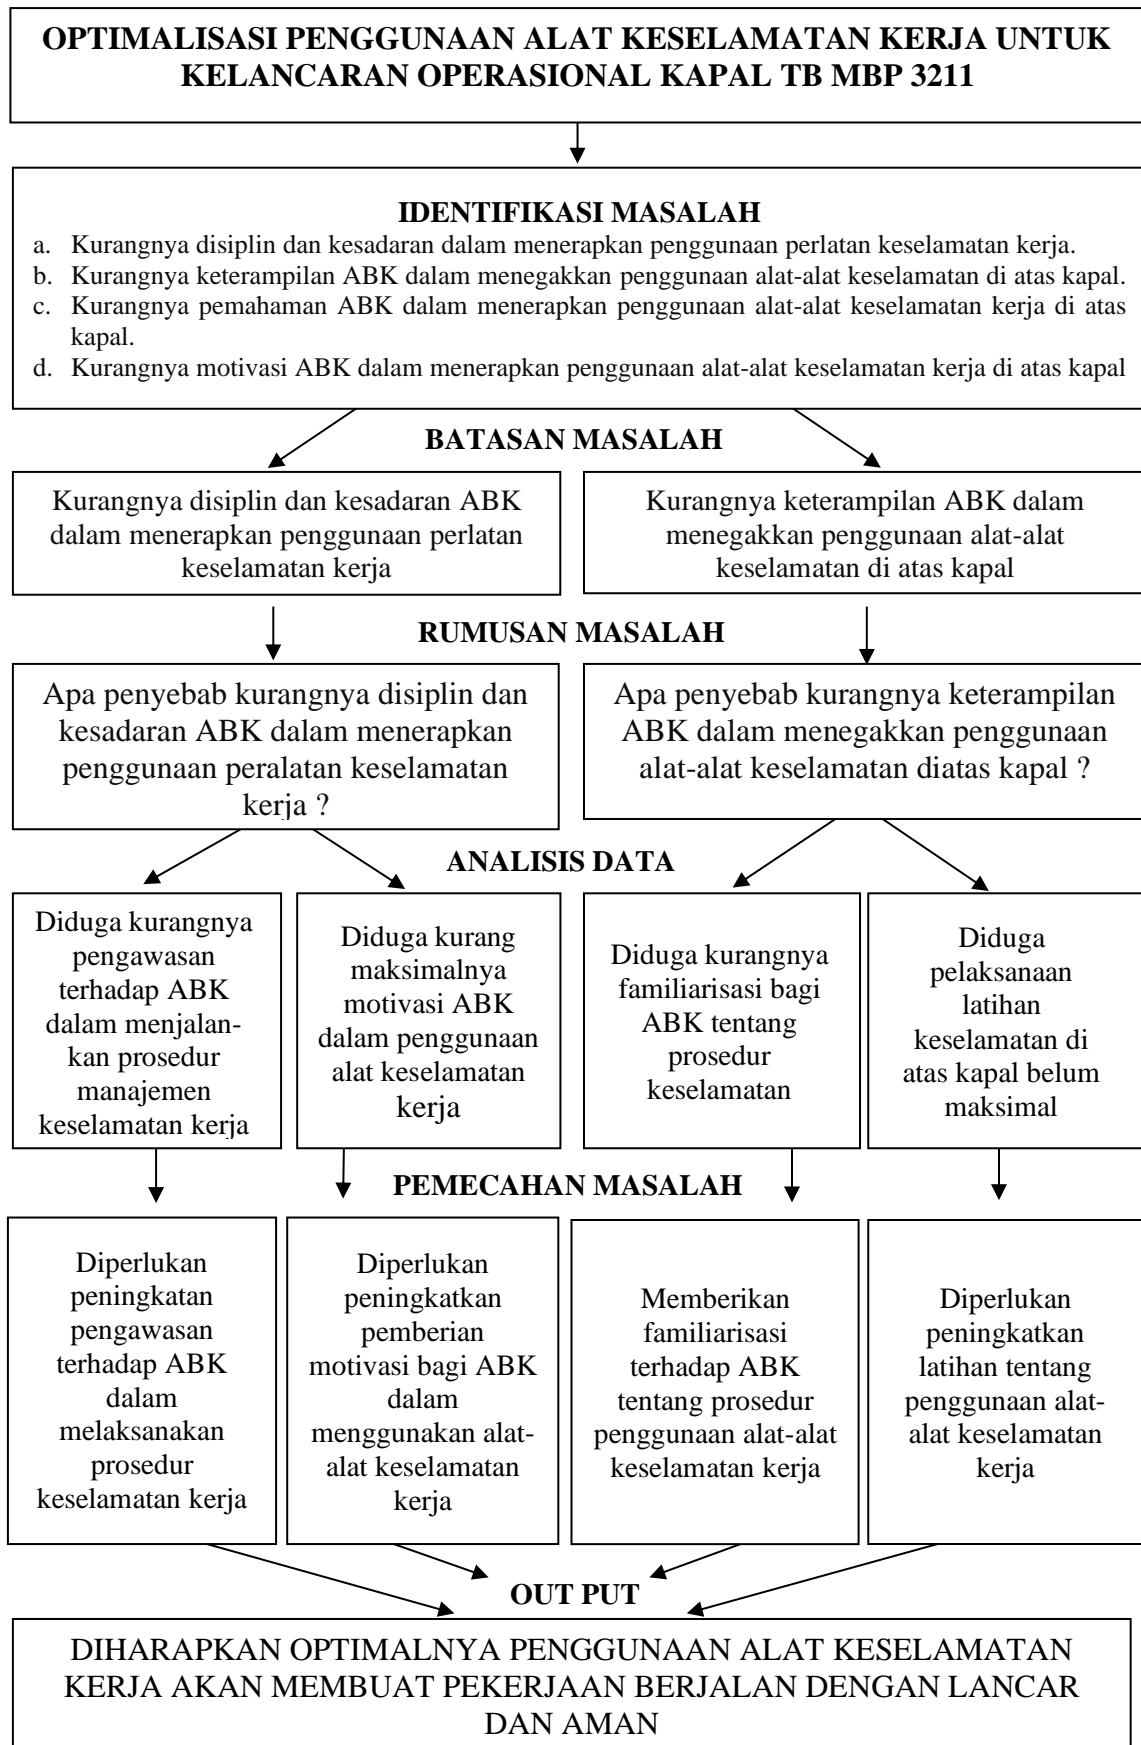 OPTIMALISASI PENGGUNAAN ALAT KESELAMATAN KERJA UNTUK
KELANCARAN OPERASIONAL KAPAL TB MBP 3211
IDENTIFIKASI MASALAH
a. Kurangnya disiplin dan kesadaran dalam menerapkan penggunaan perlatan keselamatan kerja.
b. Kurangnya keterampilan ABK dalam menegakkan penggunaan alat-alat keselamatan di atas kapal.
c. Kurangnya pemahaman ABK dalam menerapkan penggunaan alat-alat keselamatan kerja di atas
kapal.
d. Kurangnya motivasi ABK dalam menerapkan penggunaan alat-alat keselamatan kerja di atas kapal
BATASAN MASALAH
Kurangnya disiplin dan kesadaran ABK
dalam menerapkan penggunaan perlatan
keselamatan kerja
Kurangnya keterampilan ABK dalam
menegakkan penggunaan alat-alat
keselamatan di atas kapal
RUMUSAN MASALAH
Apa penyebab kurangnya disiplin dan
kesadaran ABK dalam menerapkan
penggunaan peralatan keselamatan
kerja ?
Apa penyebab kurangnya keterampilan
ABK dalam menegakkan penggunaan
alat-alat keselamatan diatas kapal ?
ANALISIS DATA
Diduga kurangnya
pengawasan
terhadap ABK
dalam menjalan-
kan prosedur
manajemen
keselamatan kerja
Diduga kurang
maksimalnya
motivasi ABK
dalam penggunaan
alat keselamatan
kerja
Diduga kurangnya
familiarisasi bagi
ABK tentang
prosedur
keselamatan
Diduga
pelaksanaan
latihan
keselamatan di
atas kapal belum
maksimal
PEMECAHAN MASALAH
Diperlukan
peningkatan
pengawasan
terhadap ABK
dalam
melaksanakan
prosedur
keselamatan kerja
Diperlukan
peningkatkan
pemberian
motivasi bagi ABK
dalam
menggunakan alat-
alat keselamatan
kerja
Memberikan
familiarisasi
terhadap ABK
tentang prosedur
penggunaan alat-alat
keselamatan kerja
Diperlukan
peningkatkan
latihan tentang
penggunaan alat-
alat keselamatan
kerja
OUT PUT
DIHARAPKAN OPTIMALNYA PENGGUNAAN ALAT KESELAMATAN
KERJA AKAN MEMBUAT PEKERJAAN BERJALAN DENGAN LANCAR
DAN AMAN